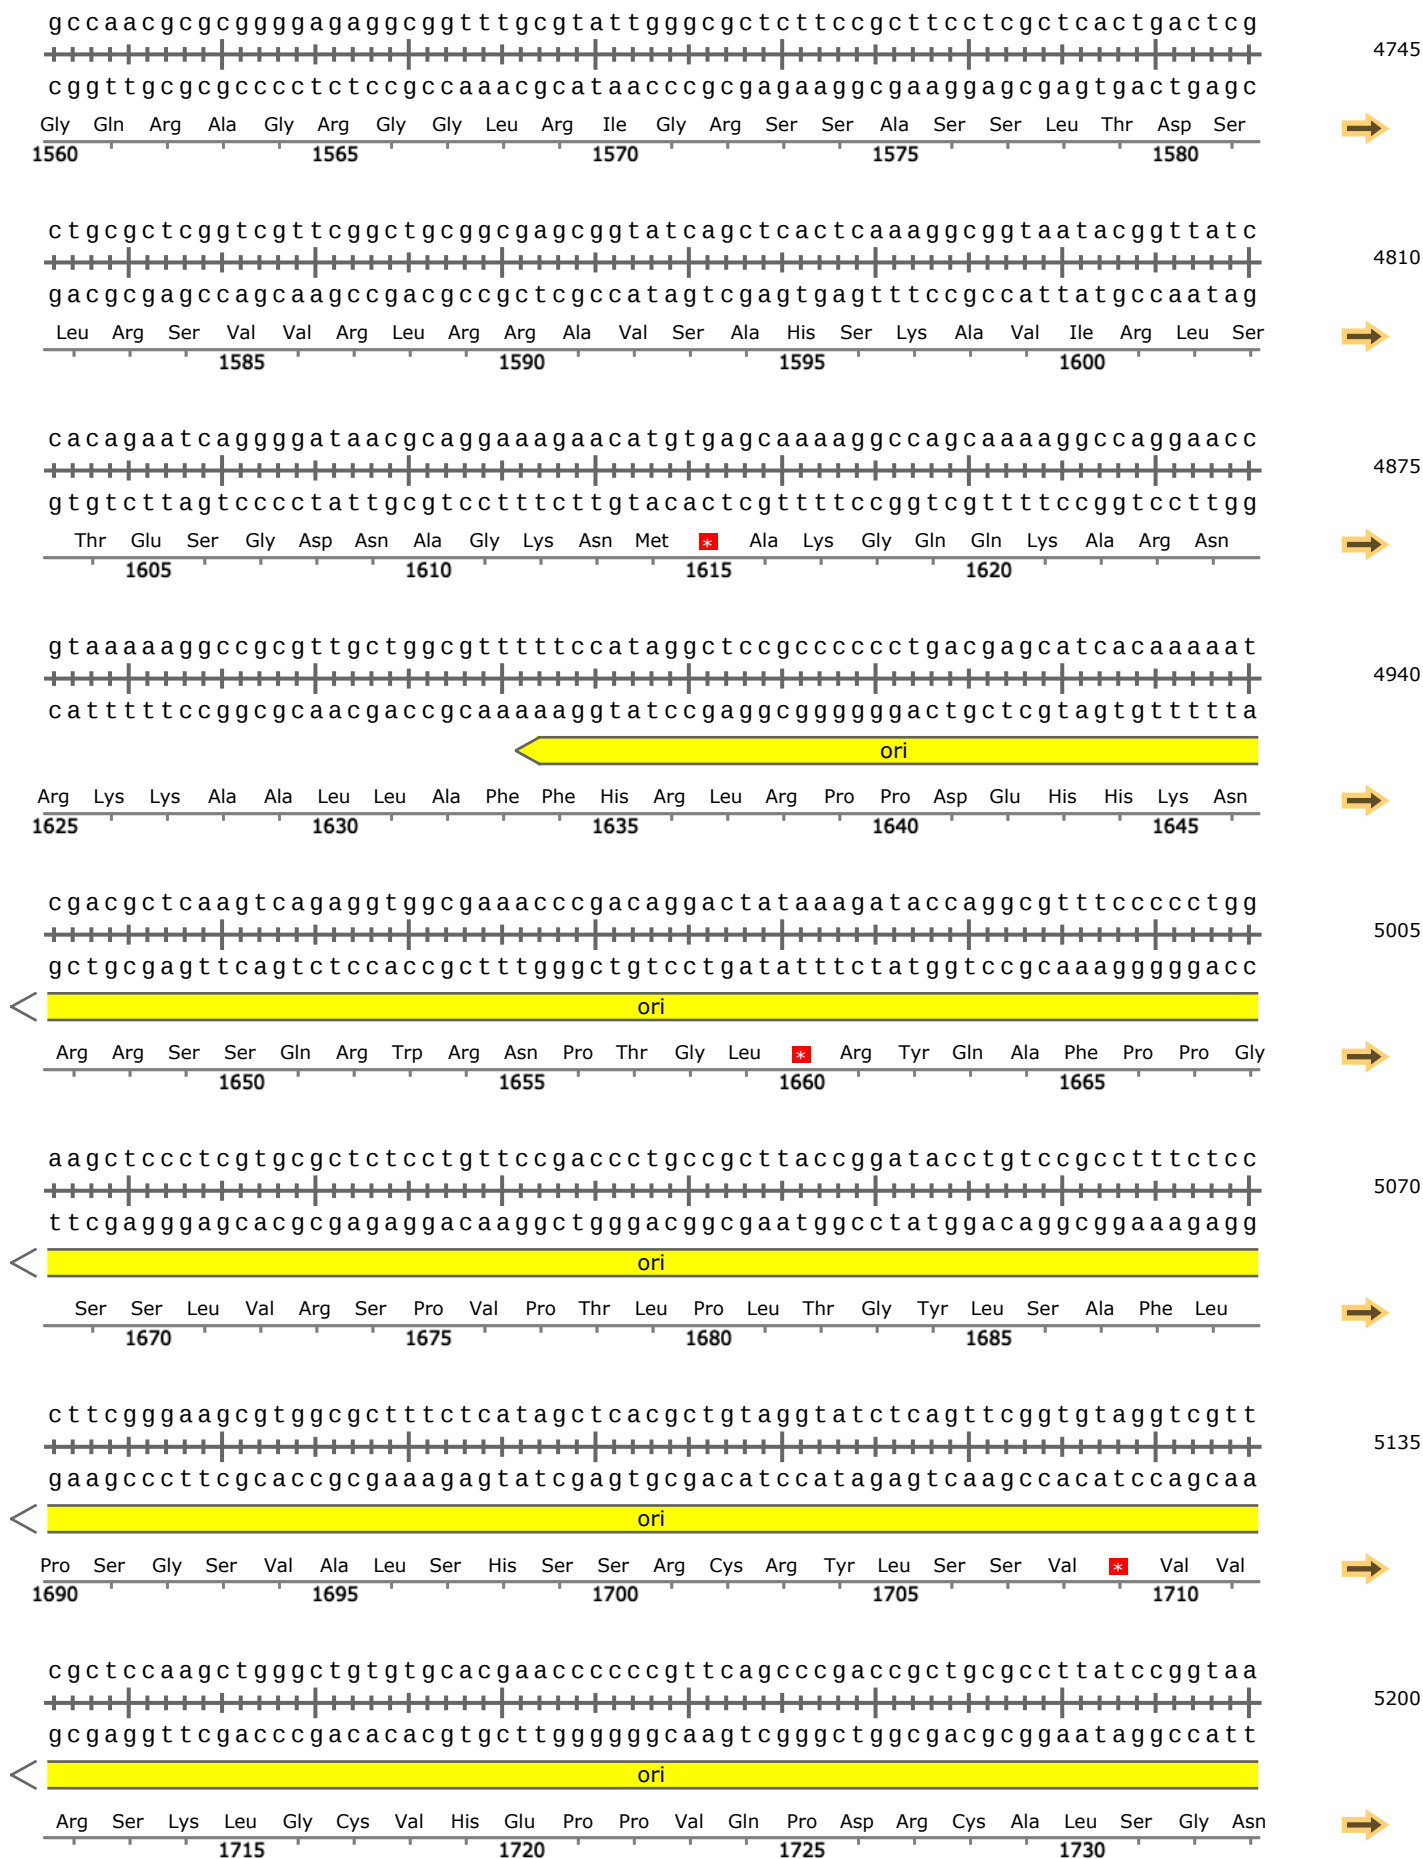 gccaacgcgcggggagaggcggtttgcgtattgggcgctcttccgcttcctcgctcactgactcg 4745
cggttgcgcgcccctctccgccaaacgcataacccgcgagaaggcgaaggagcgagtgactgagc
Gly Gln Arg Ala Gly Arg Gly Gly Leu Arg Ile Gly Arg Ser Ser Ala Ser Ser Leu Thr Asp Ser
1560 1565 1570 1575 1580
ctgcgctcggtcgttcggctgcggcgagcggtatcagctcactcaaaggcggtaatacggttatc 4810
gacgcgagccagcaagccgacgccgctcgccatagtcgagtgagtttccgccattatgccaatag
Leu Arg Ser Val Val Arg Leu Arg Arg Ala Val Ser Ala His Ser Lys Ala Val Ile Arg Leu Ser
1585 1590 1595 1600
cacagaatcaggggataacgcaggaaagaacatgtgagcaaaaggccagcaaaaggccaggaacc 4875
gtgtcttagtcccctattgcgtcctttcttgtacactcgttttccggtcgttttccggtccttgg
Thr Glu Ser Gly Asp Asn Ala Gly Lys Asn Met * Ala Lys Gly Gln Gln Lys Ala Arg Asn
1605 1610 1615 1620
gtaaaaaggccgcgttgctggcgtttttccataggctccgcccccctgacgagcatcacaaaaat 4940
catttttccggcgcaacgaccgcaaaaaggtatccgaggcggggggactgctcgtagtgttttta
ori
Arg Lys Lys Ala Ala Leu Leu Ala Phe Phe His Arg Leu Arg Pro Pro Asp Glu His His Lys Asn
1625 1630 1635 1640 1645
cgacgctcaagtcagaggtggcgaaacccgacaggactataaagataccaggcgtttccccctgg 5005
gctgcgagttcagtctccaccgctttgggctgtcctgatatttctatggtccgcaaagggggacc
ori
Arg Arg Ser Ser Gln Arg Trp Arg Asn Pro Thr Gly Leu * Arg Tyr Gln Ala Phe Pro Pro Gly
1650 1655 1660 1665
aagctccctcgtgcgctctcctgttccgaccctgccgcttaccggatacctgtccgcctttctcc 5070
ttcgagggagcacgcgagaggacaaggctgggacggcgaatggcctatggacaggcggaaagagg
ori
Ser Ser Leu Val Arg Ser Pro Val Pro Thr Leu Pro Leu Thr Gly Tyr Leu Ser Ala Phe Leu
1670 1675 1680 1685
cttcgggaagcgtggcgctttctcatagctcacgctgtaggtatctcagttcggtgtaggtcgtt 5135
gaagcccttcgcaccgcgaaagagtatcgagtgcgacatccatagagtcaagccacatccagcaa
ori
Pro Ser Gly Ser Val Ala Leu Ser His Ser Ser Arg Cys Arg Tyr Leu Ser Ser Val * Val Val
1690 1695 1700 1705 1710
cgctccaagctgggctgtgtgcacgaaccccccgttcagcccgaccgctgcgccttatccggtaa 5200
gcgaggttcgacccgacacacgtgcttggggggcaagtcgggctggcgacgcggaataggccatt
ori
Arg Ser Lys Leu Gly Cys Val His Glu Pro Pro Val Gln Pro Asp Arg Cys Ala Leu Ser Gly Asn
1715 1720 1725 1730